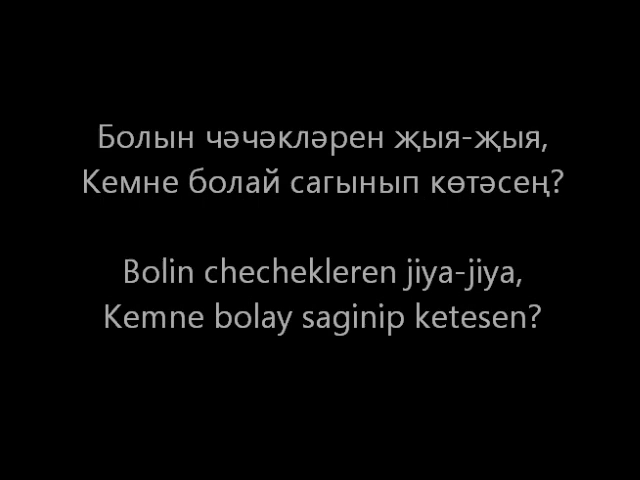 Болын чәчәкләрен җыя-җыя,
Кемне болай сагынып көтәсең?
Bolin chechekleren jiya-jiya,
Kemne bolay saginip ketesen?